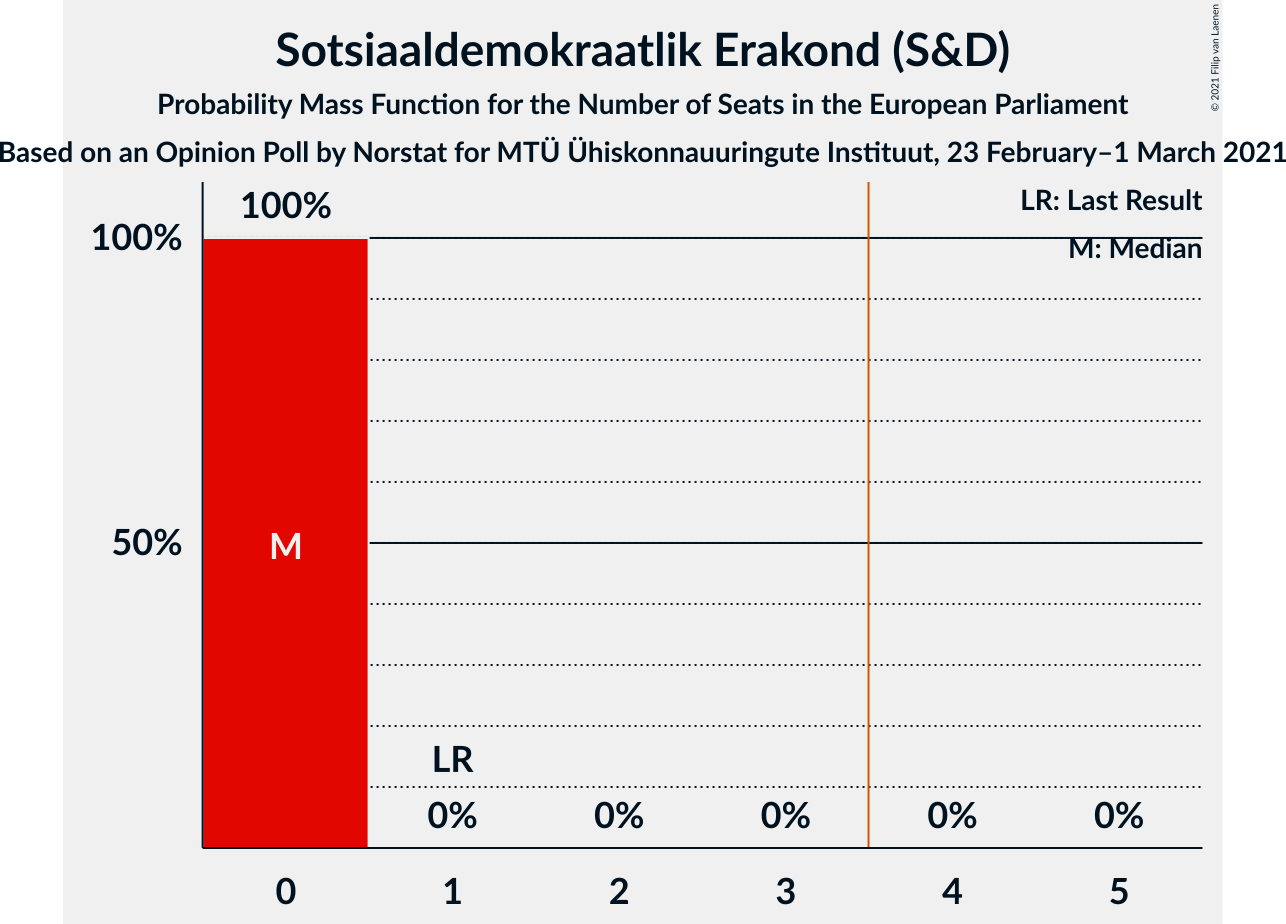 Sotsiaaldemokraatlik Erakond (S&D)
Probability Mass Function for the Number of Seats in the European Parliament
Based on an Opinion Poll by Norstat for MTÜ Ühiskonnauuringute Instituut, 23 February–1 March 2021
© 2021 Filip van Laenen
LR: Last Result
M: Median
100%
100%
50%
M
LR
0%
0%
0%
0%
0%
0
1
2
3
4
5